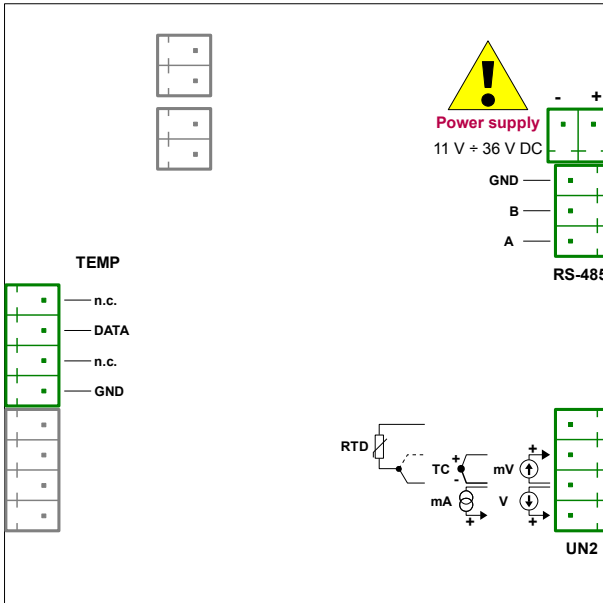 - +
Power supply
11 V ÷ 36 V DC
GND
B
A
RS-485
TEMP
n.c.
DATA
n.c.
GND
RTD
TC
+
-
mV
+
mA
+
V
+
UN2